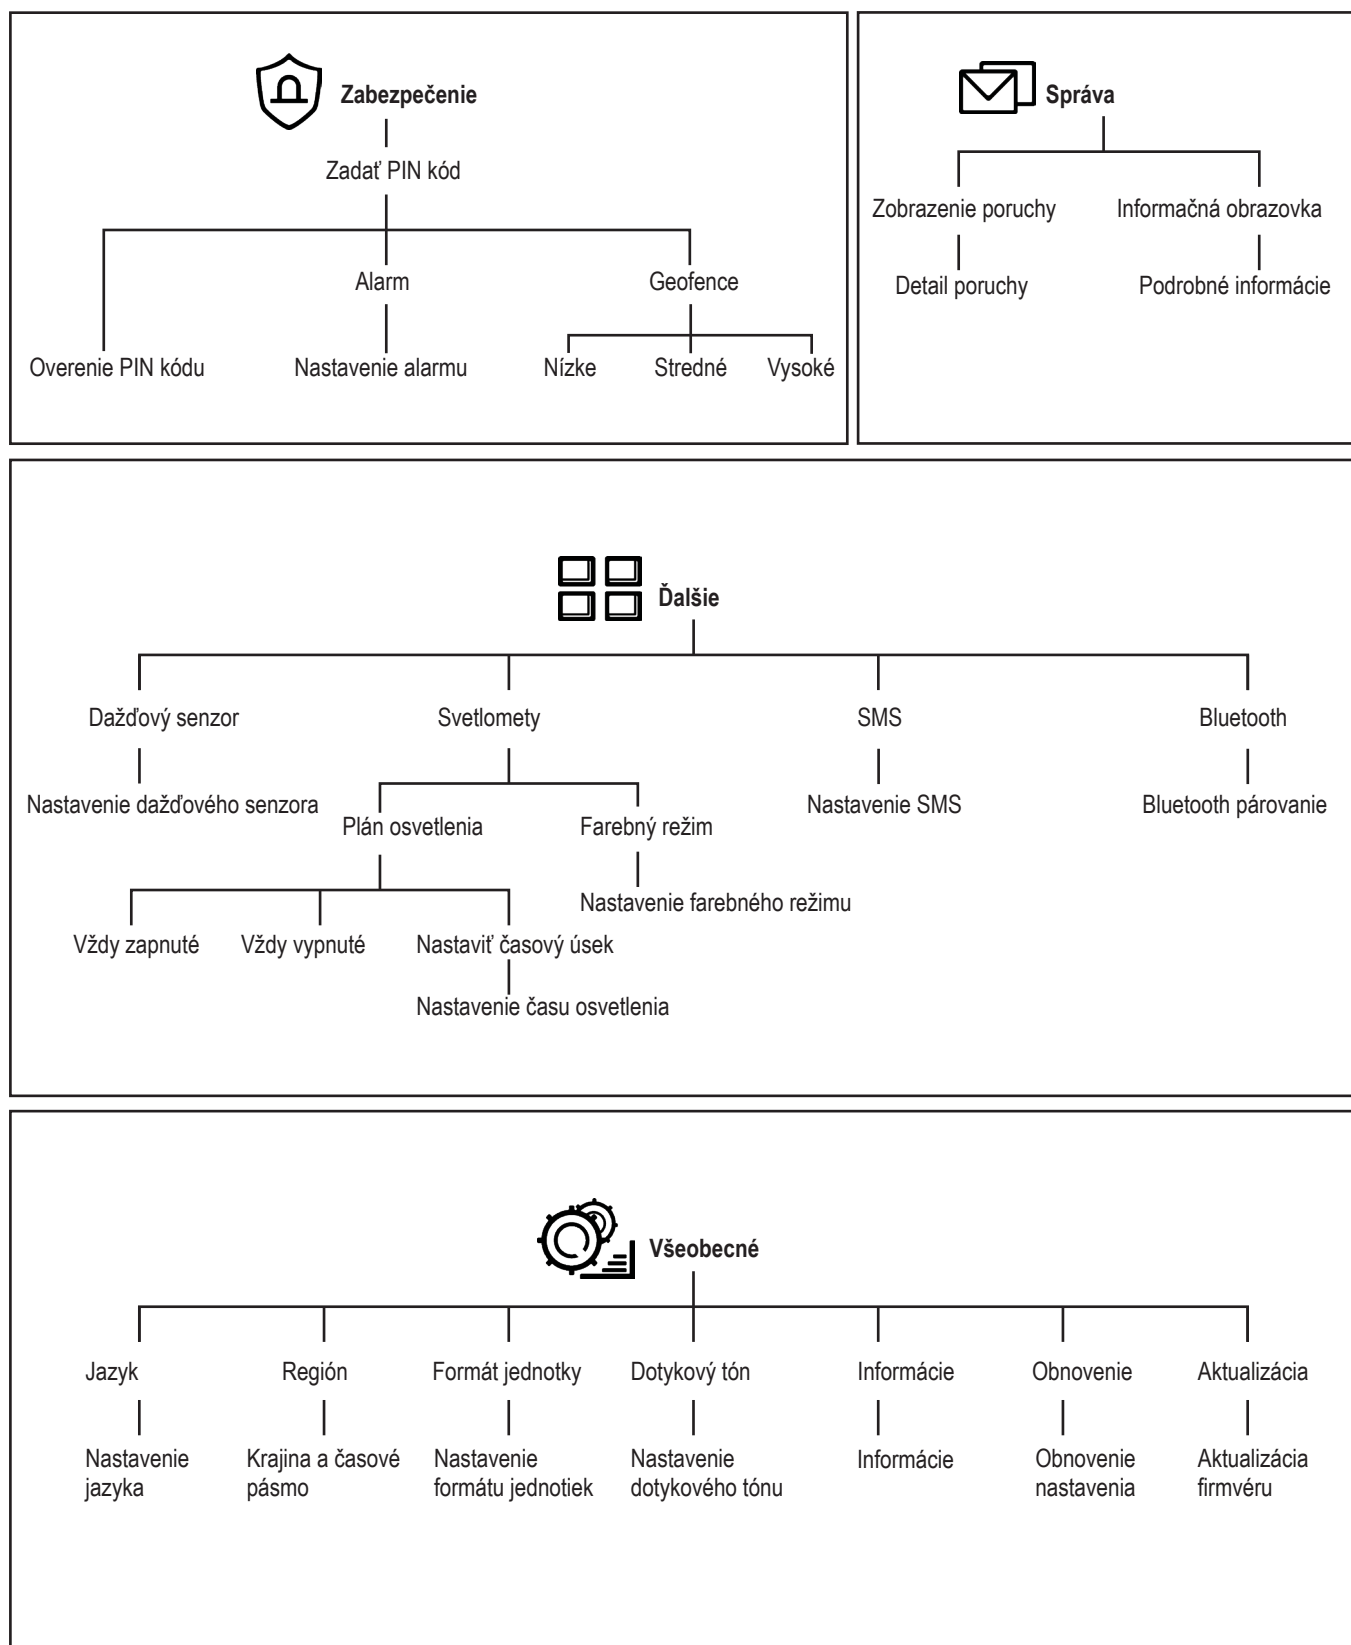 Zabezpečenie
Zadať PIN kód
Alarm
Geofence
Overenie PIN kódu
Nastavenie alarmu
Nízke
Stredné
Vysoké
Správa
Zobrazenie poruchy
Informačná obrazovka
Detail poruchy
Podrobné informácie
Ďalšie
Dažďový senzor
Svetlomety
SMS
Bluetooth
Nastavenie dažďového senzora
Plán osvetlenia
Farebný režim
Nastavenie SMS
Bluetooth párovanie
Nastavenie farebného režimu
Vždy zapnuté
Vždy vypnuté
Nastaviť časový úsek
Nastavenie času osvetlenia
Všeobecné
Jazyk
Región
Formát jednotky
Dotykový tón
Informácie
Obnovenie
Aktualizácia
Nastavenie
jazyka
Krajina a časové
pásmo
Nastavenie
formátu jednotiek
Nastavenie
dotykového tónu
Informácie
Obnovenie
nastavenia
Aktualizácia
firmvéru